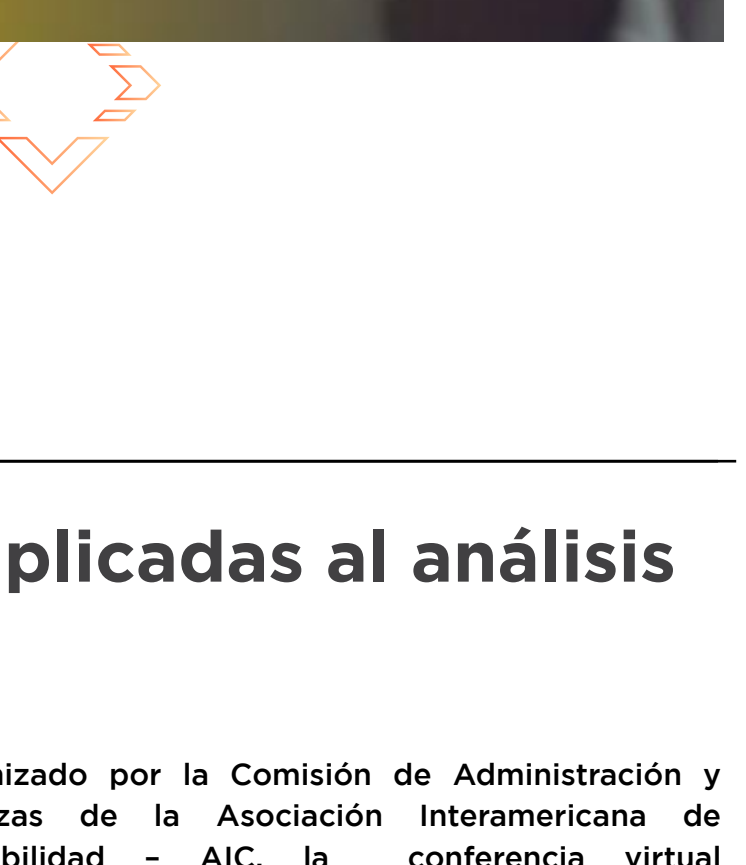 plicadas al análisis
nizado por la Comisión de Administración y
zas de la Asociación Interamericana de
bilidad – AIC, la conferencia virtual